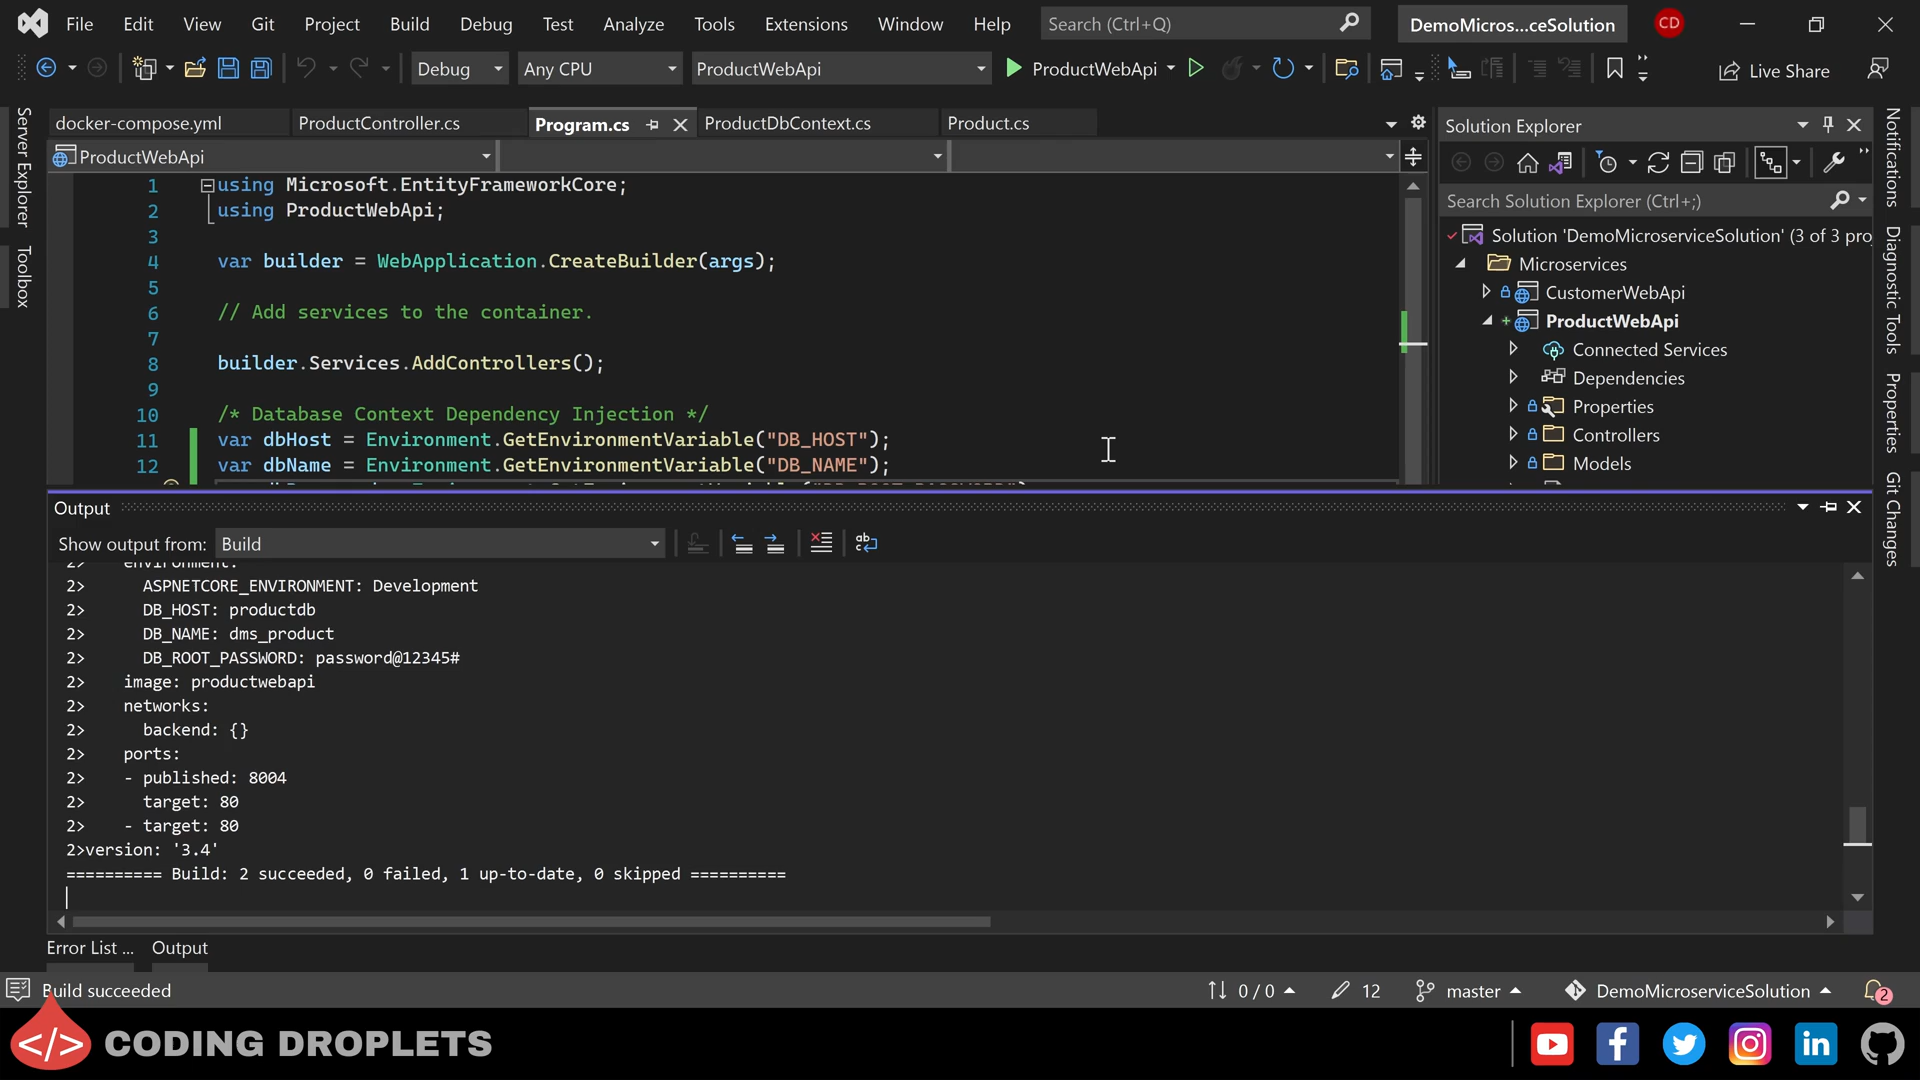 File Edit View Git Project Build Debug Test Analyze Tools Extensions Window Help Search (Ctrl+Q) DemoMicros...ceSolution CD
Debug Any CPU ProductWebApi ProductWebApi Live Share
docker-compose.yml ProductController.cs Program.cs ProductDbContext.cs Product.cs
ProductWebApi
1 using Microsoft.EntityFrameworkCore;
2 using ProductWebApi;
3
4 var builder = WebApplication.CreateBuilder(args);
5
6 // Add services to the container.
7
8 builder.Services.AddControllers();
9
10 /* Database Context Dependency Injection */
11 var dbHost = Environment.GetEnvironmentVariable("DB_HOST");
12 var dbName = Environment.GetEnvironmentVariable("DB_NAME");
Server Explorer
Toolbox
Solution Explorer
Search Solution Explorer (Ctrl+;)
Solution 'DemoMicroserviceSolution' (3 of 3 pro
Microservices
CustomerWebApi
ProductWebApi
Connected Services
Dependencies
Properties
Controllers
Models
Notifications
Diagnostic Tools
Properties
Git Changes
Output
Show output from: Build
2> environment:
2> ASPNETCORE_ENVIRONMENT: Development
2> DB_HOST: productdb
2> DB_NAME: dms_product
2> DB_ROOT_PASSWORD: password@12345#
2> image: productwebapi
2> networks:
2> backend: {}
2> ports:
2> - published: 8004
2> target: 80
2> - target: 80
2>version: '3.4'
========== Build: 2 succeeded, 0 failed, 1 up-to-date, 0 skipped ==========
Error List ... Output
Build succeeded 0 / 0 12 master DemoMicroserviceSolution 2
</> CODING DROPLETS